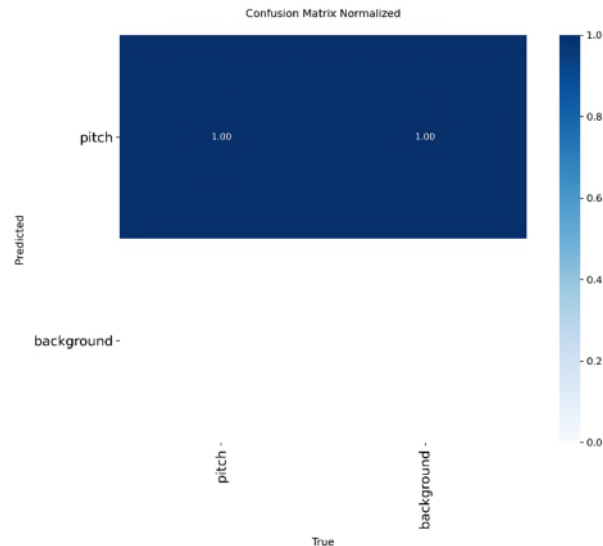 Confusion Matrix Normalized
1.0
pitch
1.00 1.00
0.8
Predicted
0.6
0.4
background
0.2
0.0
pitch
background
True